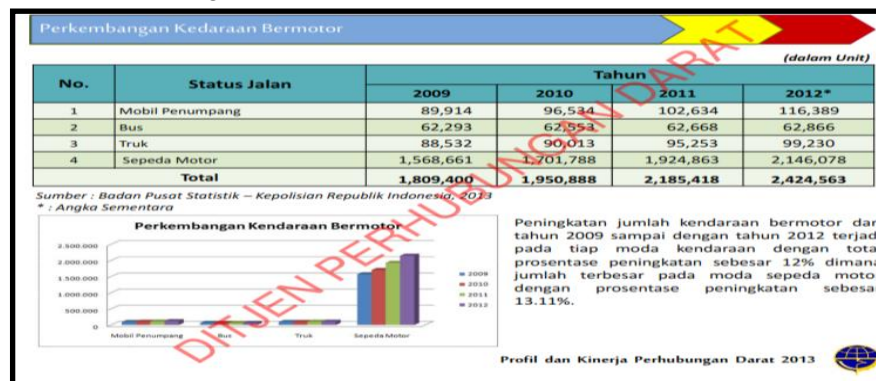 Perkembangan Kedaraan Bermotor
(dalam Unit)
No. Status Jalan Tahun
2009 2010 2011 2012*
1 Mobil Penumpang 89,914 96,534 102,634 116,389
2 Bus 62,293 62,553 62,668 62,866
3 Truk 88,532 90,013 95,253 99,230
4 Sepeda Motor 1,568,661 1,701,788 1,924,863 2,146,078
Total 1,809,400 1,950,888 2,185,418 2,424,563
Sumber : Badan Pusat Statistik – Kepolisian Republik Indonesia, 2013
* : Angka Sementara
Perkembangan Kendaraan Bermotor
2.500.000
2.000.000
1.500.000
1.000.000
500.000
0
Mobil Penumpang Bus Truk Sepeda Motor
2009
2010
2011
2012
Peningkatan jumlah kendaraan bermotor dar
tahun 2009 sampai dengan tahun 2012 terjad
pada tiap moda kendaraan dengan tota
prosentase peningkatan sebesar 12% dimana
jumlah terbesar pada moda sepeda moto
dengan prosentase peningkatan sebesar
13.11%.
Profil dan Kinerja Perhubungan Darat 2013
DITJEN PERHUBUNGAN DARAT